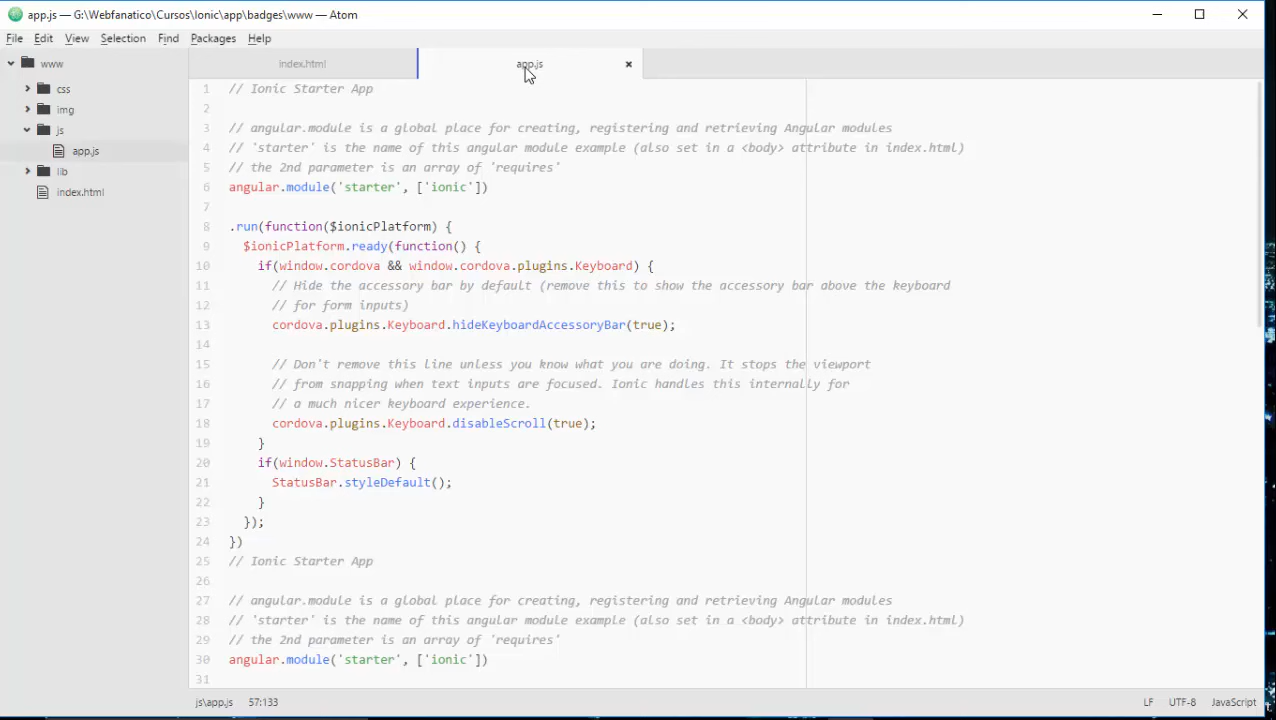 app.js — G:\Webfanatico\Cursos\Ionic\app\badges\www — Atom
File Edit View Selection Find Packages Help
www
css
img
js
app.js
lib
index.html
index.html
app.js
1 // Ionic Starter App
2
3 // angular.module is a global place for creating, registering and retrieving Angular modules
4 // 'starter' is the name of this angular module example (also set in a <body> attribute in index.html)
5 // the 2nd parameter is an array of 'requires'
6 angular.module('starter', ['ionic'])
7
8 .run(function($ionicPlatform) {
9 $ionicPlatform.ready(function() {
10 if(window.cordova && window.cordova.plugins.Keyboard) {
11 // Hide the accessory bar by default (remove this to show the accessory bar above the keyboard
12 // for form inputs)
13 cordova.plugins.Keyboard.hideKeyboardAccessoryBar(true);
14
15 // Don't remove this line unless you know what you are doing. It stops the viewport
16 // from snapping when text inputs are focused. Ionic handles this internally for
17 // a much nicer keyboard experience.
18 cordova.plugins.Keyboard.disableScroll(true);
19 }
20 if(window.StatusBar) {
21 StatusBar.styleDefault();
22 }
23 });
24 })
25 // Ionic Starter App
26
27 // angular.module is a global place for creating, registering and retrieving Angular modules
28 // 'starter' is the name of this angular module example (also set in a <body> attribute in index.html)
29 // the 2nd parameter is an array of 'requires'
30 angular.module('starter', ['ionic'])
31
js\app.js 57:133 LF UTF-8 JavaScript